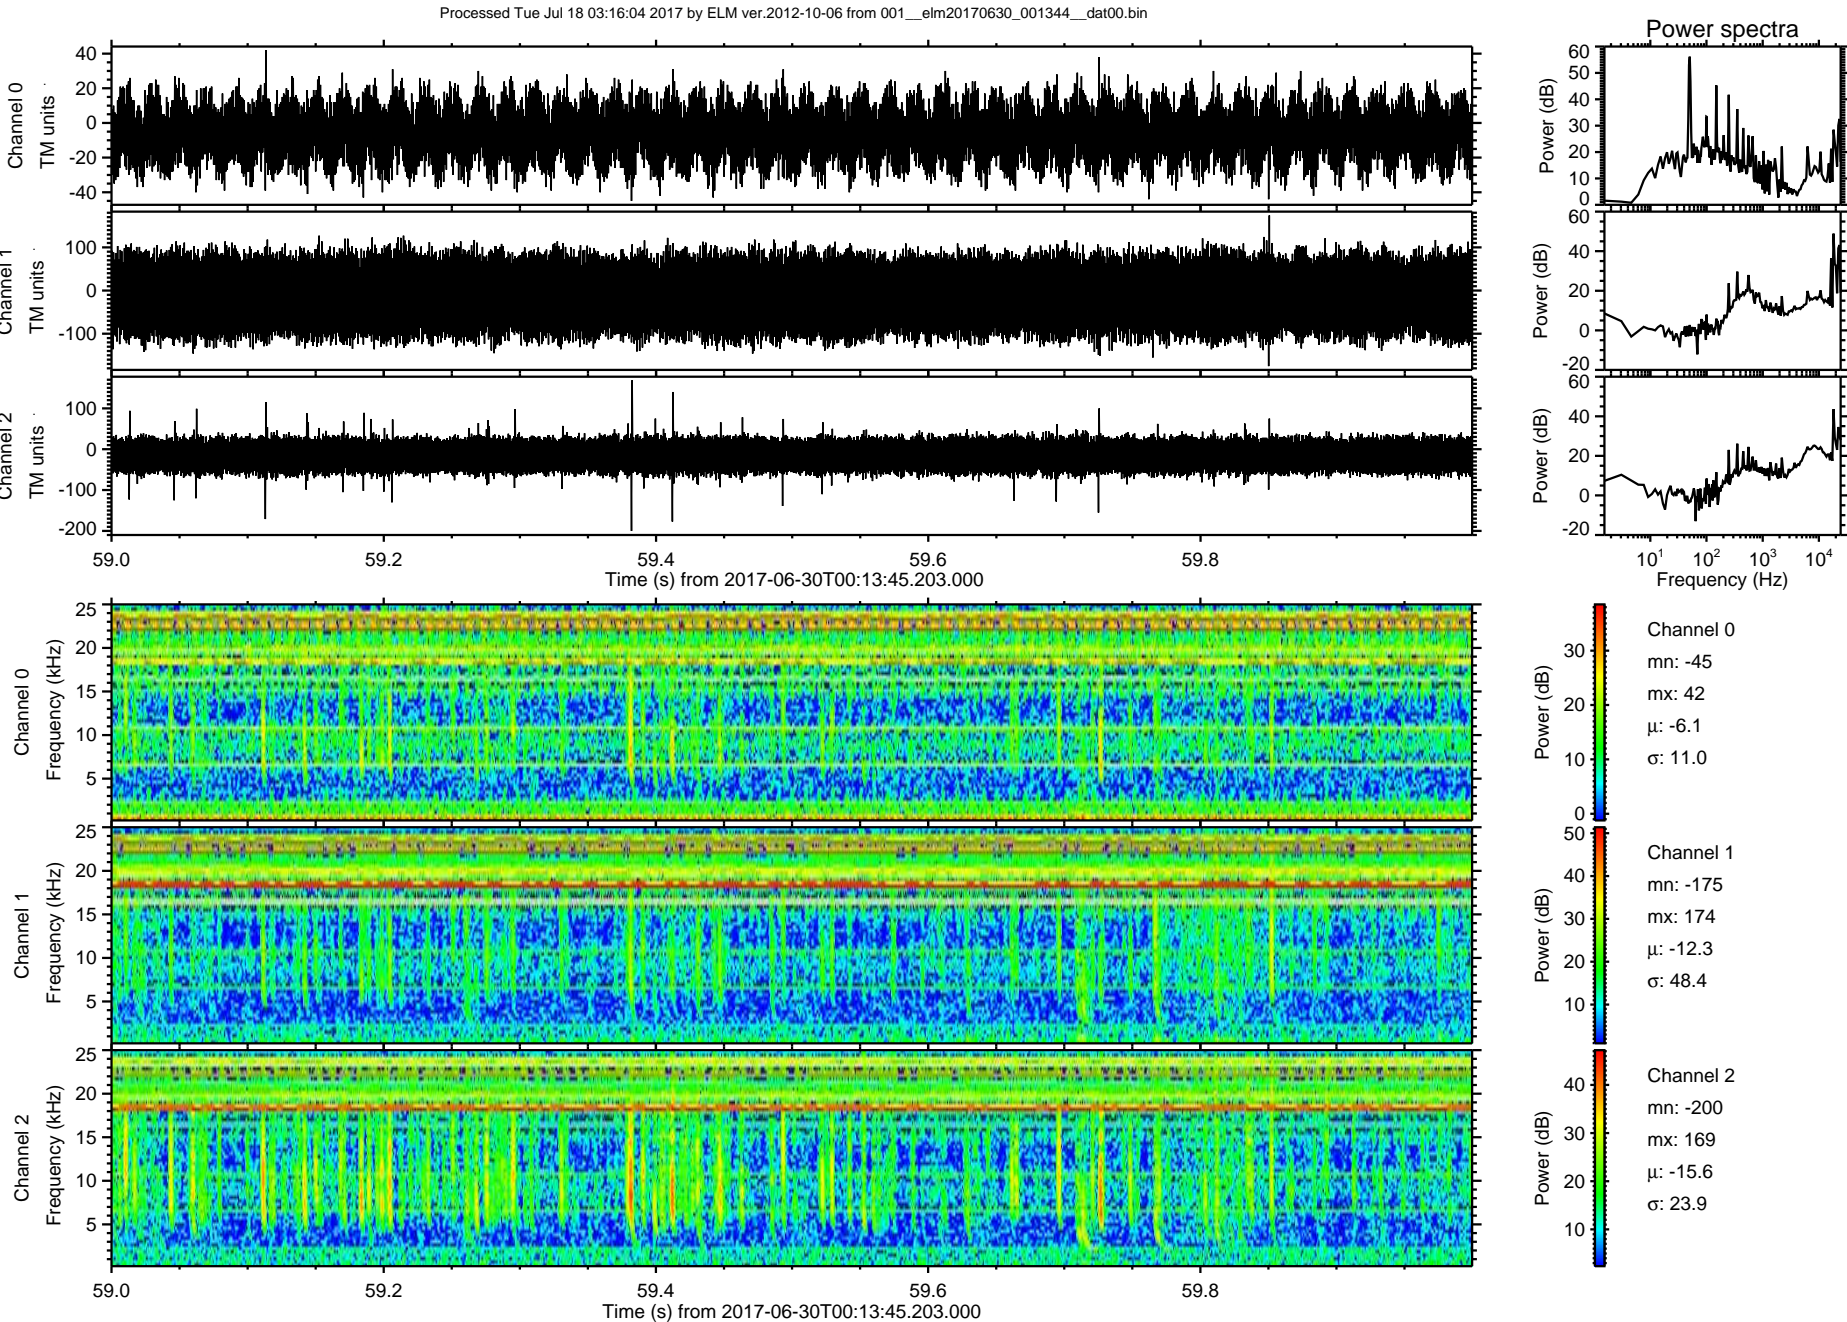 Processed Tue Jul 18 03:16:04 2017 by ELM ver.2012-10-06 from 001__elm20170630_001344__dat00.bin
Power spectra
Channel 0
TM units
40
20
0
-20
-40
Power (dB)
60
50
40
30
20
10
0
Channel 1
TM units
100
0
-100
Power (dB)
60
40
20
0
-20
Channel 2
TM units
100
0
-100
-200
Power (dB)
60
40
20
0
-20
59.0 59.2 59.4 59.6 59.8
Time (s) from 2017-06-30T00:13:45.203.000
10^1 10^2 10^3 10^4
Frequency (Hz)
Channel 0
Frequency (kHz)
25
20
15
10
5
Power (dB)
30
20
10
0
Channel 0
mn: -45
mx: 42
μ: -6.1
σ: 11.0
Channel 1
Frequency (kHz)
25
20
15
10
5
Power (dB)
50
40
30
20
10
Channel 1
mn: -175
mx: 174
μ: -12.3
σ: 48.4
Channel 2
Frequency (kHz)
25
20
15
10
5
Power (dB)
40
30
20
10
Channel 2
mn: -200
mx: 169
μ: -15.6
σ: 23.9
59.0 59.2 59.4 59.6 59.8
Time (s) from 2017-06-30T00:13:45.203.000